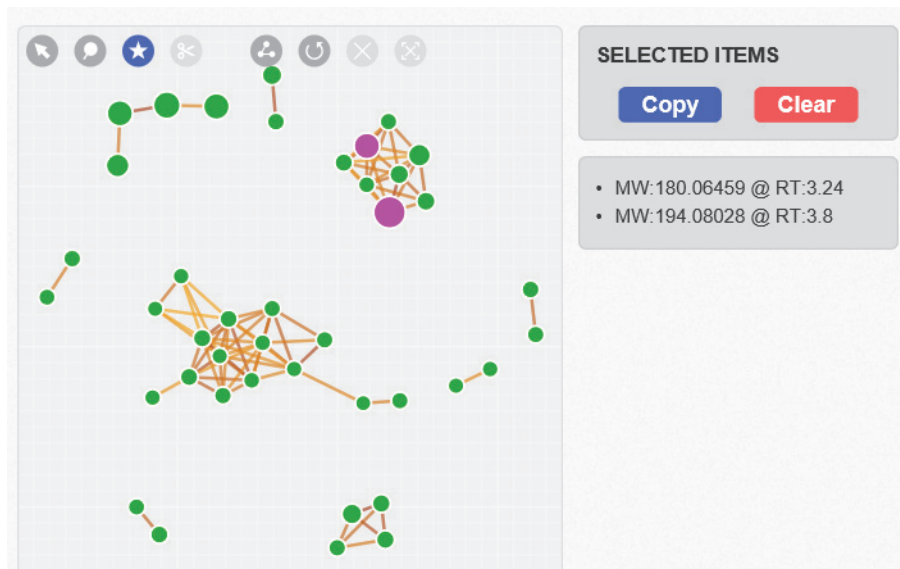 SELECTED ITEMS
Copy Clear
• MW:180.06459 @ RT:3.24
• MW:194.08028 @ RT:3.8